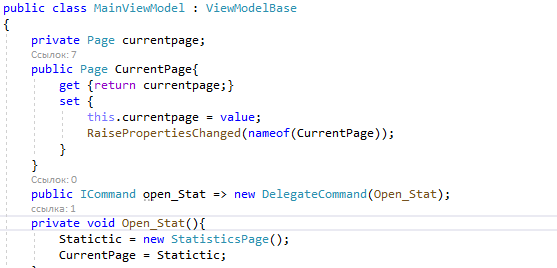 public class MainViewModel : ViewModelBase
{
private Page currentpage;
Ссылок: 7
public Page CurrentPage{
get {return currentpage;}
set {
this.currentpage = value;
RaisePropertiesChanged(nameof(CurrentPage));
}
}
Ссылок: 0
public ICommand open_Stat => new DelegateCommand(Open_Stat);
ссылка: 1
private void Open_Stat(){
Statictic = new StatisticsPage();
CurrentPage = Statictic;
}